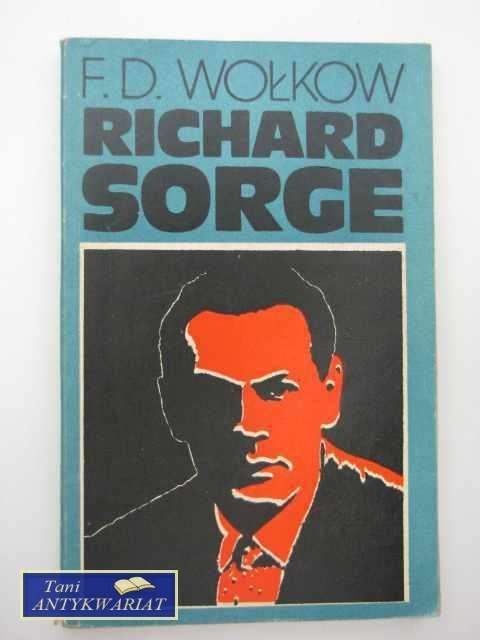 F. D. WOŁKOW
RICHARD
SORGE
Tani
ANTYKWARIAT